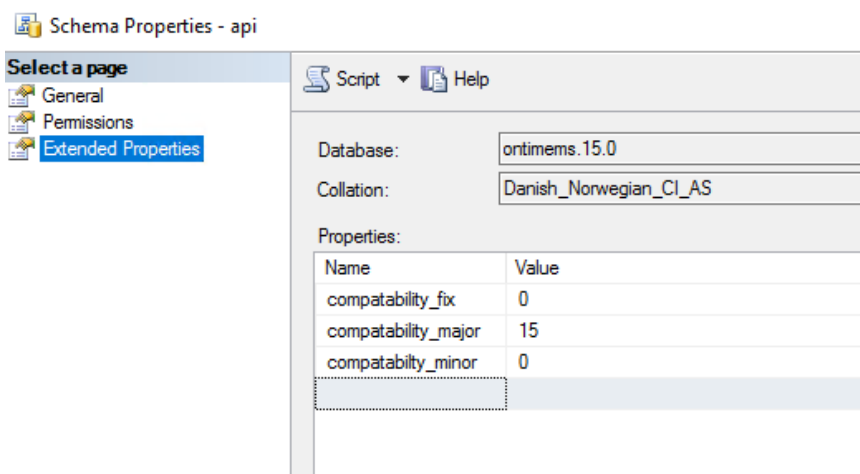 Schema Properties - api
Select a page
General
Permissions
Extended Properties
Script Help
Database: ontimems.15.0
Collation: Danish_Norwegian_CI_AS
Properties:
Name Value
compatability_fix 0
compatability_major 15
compatabilty_minor 0